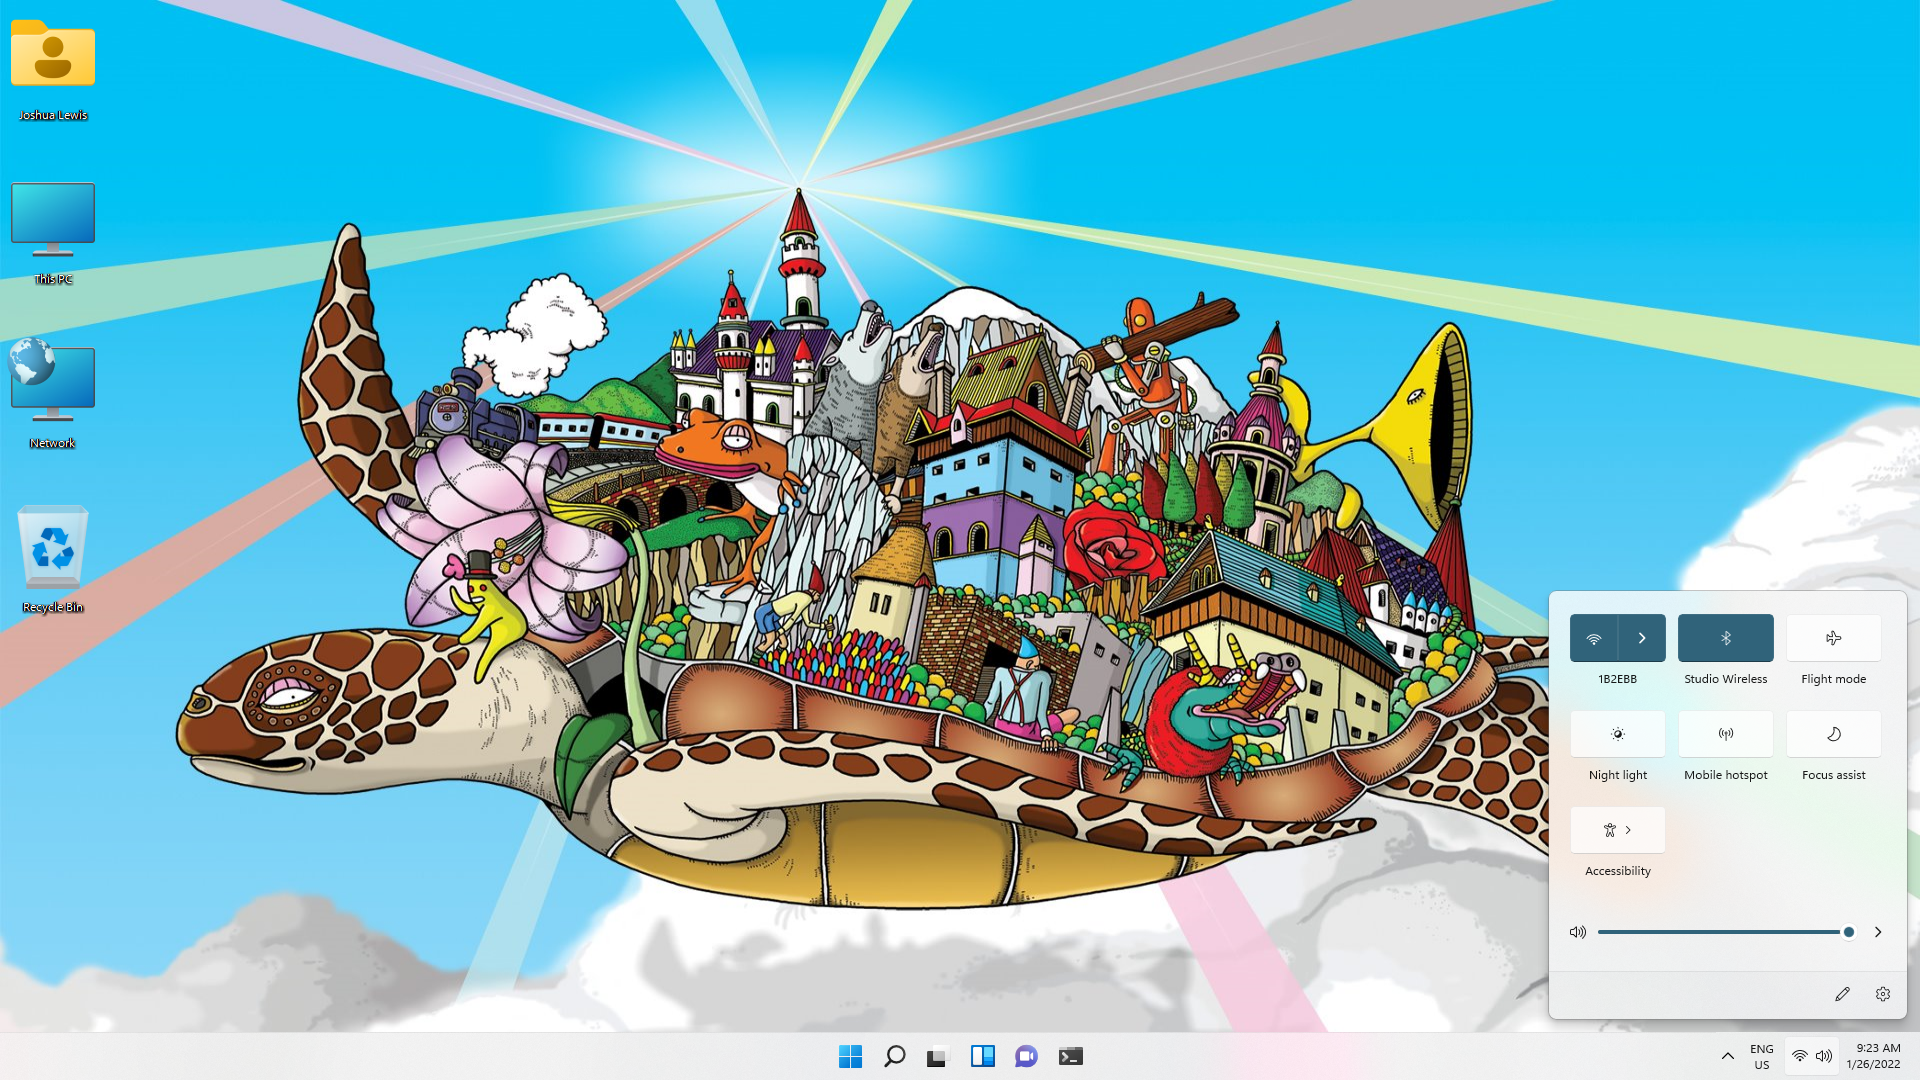 Joshua Lewis
This PC
Network
Recycle Bin
1B2EBB
Studio Wireless
Flight mode
Night light
Mobile hotspot
Focus assist
Accessibility
ENG
US
9:23 AM
1/26/2022